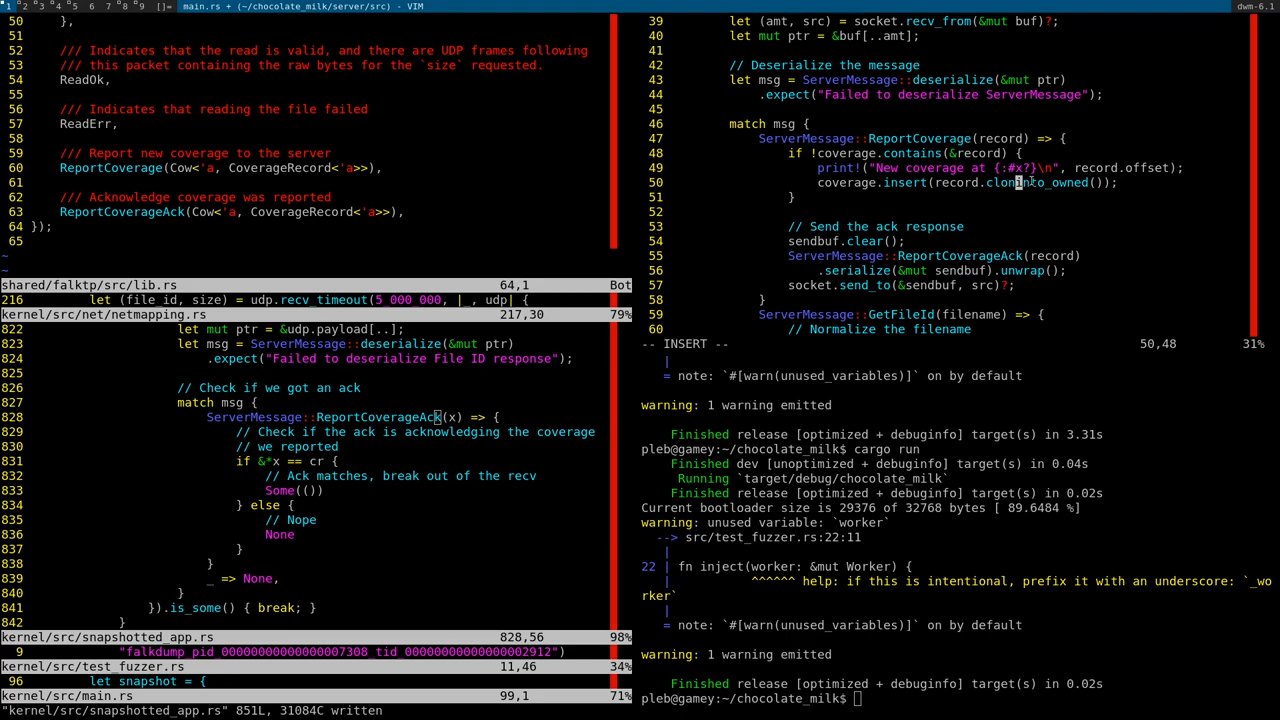 1 2 3 4 5 6 7 8 9 []= main.rs + (~/chocolate_milk/server/src) - VIM dwm-6.1
50     },
51
52     /// Indicates that the read is valid, and there are UDP frames following
53     /// this packet containing the raw bytes for the `size` requested.
54     ReadOk,
55
56     /// Indicates that reading the file failed
57     ReadErr,
58
59     /// Report new coverage to the server
60     ReportCoverage(Cow<'a, CoverageRecord<'a>>),
61
62     /// Acknowledge coverage was reported
63     ReportCoverageAck(Cow<'a, CoverageRecord<'a>>),
64 });
65
~
~
shared/falktp/src/lib.rs 64,1 Bot
216         let (file_id, size) = udp.recv_timeout(5_000_000, |_, udp| {
kernel/src/net/netmapping.rs 217,30 79%
822                     let mut ptr = &udp.payload[..];
823                     let msg = ServerMessage::deserialize(&mut ptr)
824                         .expect("Failed to deserialize File ID response");
825
826                     // Check if we got an ack
827                     match msg {
828                         ServerMessage::ReportCoverageAck(x) => {
829                             // Check if the ack is acknowledging the coverage
830                             // we reported
831                             if &*x == cr {
832                                 // Ack matches, break out of the recv
833                                 Some(())
834                             } else {
835                                 // Nope
836                                 None
837                             }
838                         }
839                         _ => None,
840                     }
841                 }).is_some() { break; }
842             }
kernel/src/snapshotted_app.rs 828,56 98%
9             "falkdump_pid_00000000000000007308_tid_00000000000000002912")
kernel/src/test_fuzzer.rs 11,46 34%
96         let snapshot = {
kernel/src/main.rs 99,1 71%
"kernel/src/snapshotted_app.rs" 851L, 31084C written
39         let (amt, src) = socket.recv_from(&mut buf)?;
40         let mut ptr = &buf[..amt];
41
42         // Deserialize the message
43         let msg = ServerMessage::deserialize(&mut ptr)
44             .expect("Failed to deserialize ServerMessage");
45
46         match msg {
47             ServerMessage::ReportCoverage(record) => {
48                 if !coverage.contains(&record) {
49                     print!("New coverage at {:#x?}\n", record.offset);
50                     coverage.insert(record.cloninto_owned());
51                 }
52
53                 // Send the ack response
54                 sendbuf.clear();
55                 ServerMessage::ReportCoverageAck(record)
56                     .serialize(&mut sendbuf).unwrap();
57                 socket.send_to(&sendbuf, src)?;
58             }
59             ServerMessage::GetFileId(filename) => {
60                 // Normalize the filename
-- INSERT -- 50,48 31%
|
= note: `#[warn(unused_variables)]` on by default
warning: 1 warning emitted
Finished release [optimized + debuginfo] target(s) in 3.31s
pleb@gamey:~/chocolate_milk$ cargo run
Finished dev [unoptimized + debuginfo] target(s) in 0.04s
Running `target/debug/chocolate_milk`
Finished release [optimized + debuginfo] target(s) in 0.02s
Current bootloader size is 29376 of 32768 bytes [ 89.6484 %]
warning: unused variable: `worker`
--> src/test_fuzzer.rs:22:11
|
22 | fn inject(worker: &mut Worker) {
|           ^^^^^^ help: if this is intentional, prefix it with an underscore: `_wo
rker`
|
= note: `#[warn(unused_variables)]` on by default
warning: 1 warning emitted
Finished release [optimized + debuginfo] target(s) in 0.02s
pleb@gamey:~/chocolate_milk$